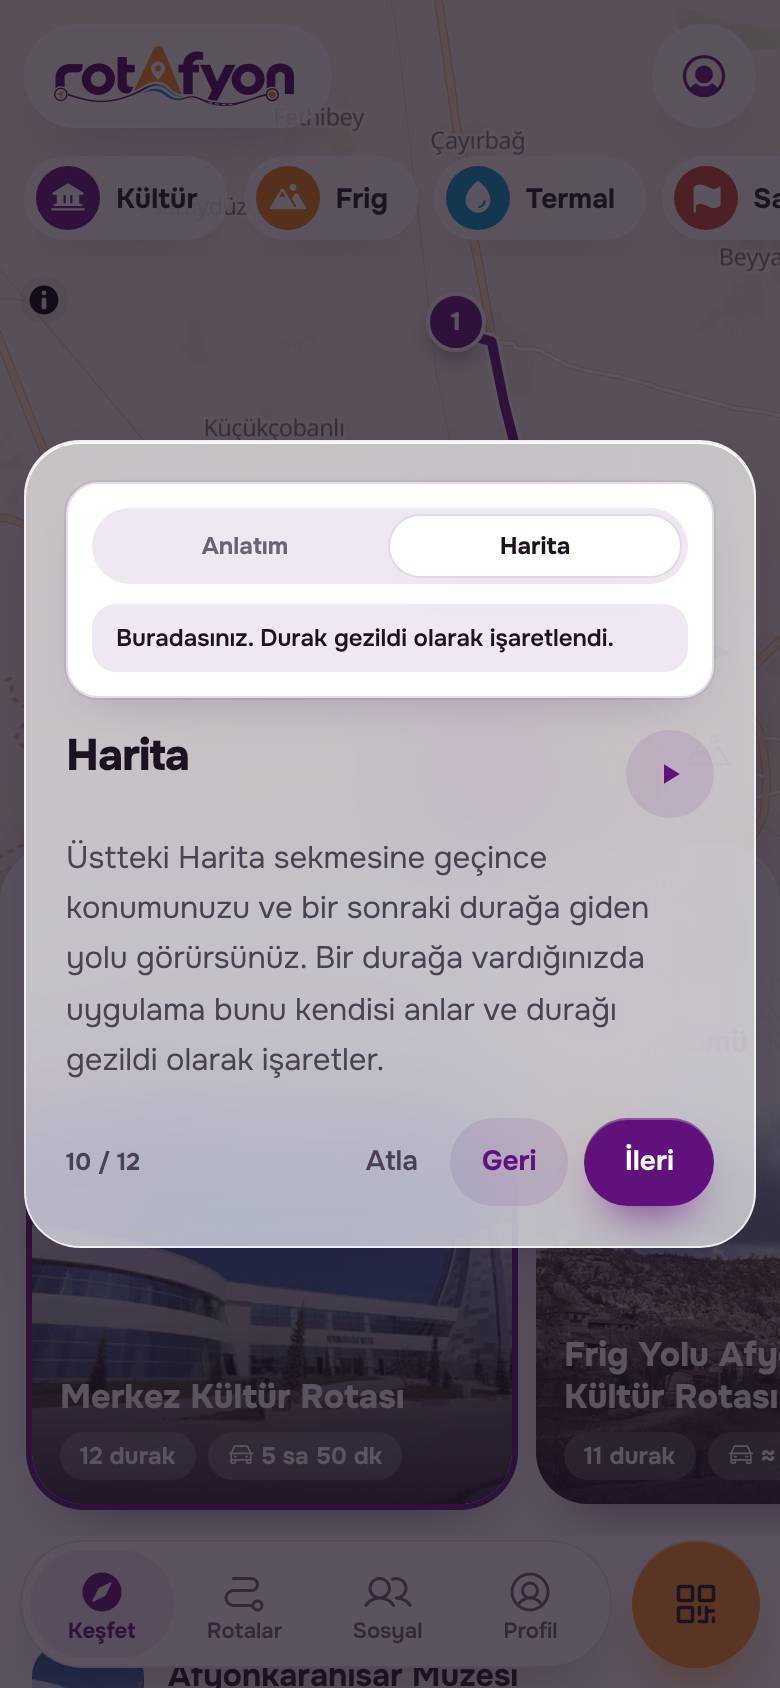 rotAfyon
Fethibey
Çayırbağ
Kültür
Frig
Termal
Beyya
1
Küçükçobanlı
Anlatım
Harita
Buradasınız. Durak gezildi olarak işaretlendi.
Harita
Üstteki Harita sekmesine geçince
konumunuzu ve bir sonraki durağa giden
yolu görürsünüz. Bir durağa vardığınızda
uygulama bunu kendisi anlar ve durağı
gezildi olarak işaretler.
10 / 12
Atla
Geri
İleri
Merkez Kültür Rotası
12 durak
5 sa 50 dk
Frig Yolu Afy
Kültür Rotası
11 durak
≈
Keşfet
Rotalar
Sosyal
Profil
Afyonkarahisar Müzesi